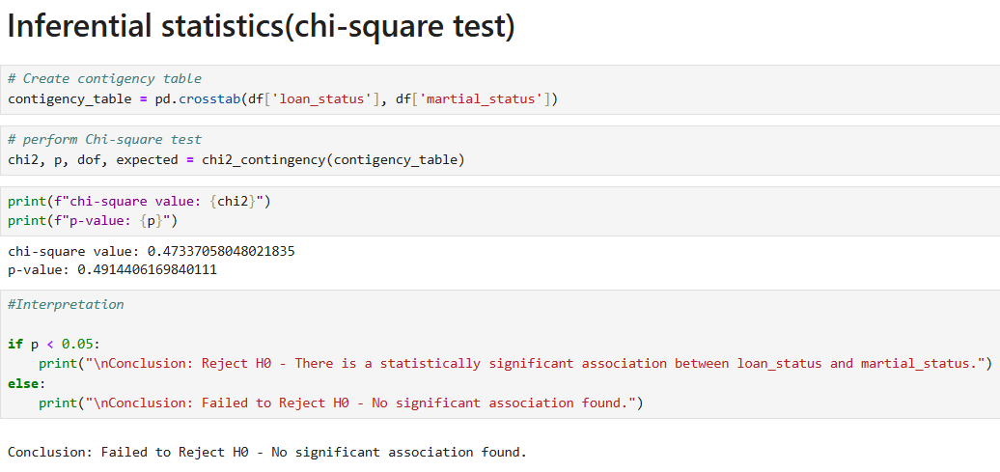 Inferential statistics(chi-square test)
# Create contigency table
contigency_table = pd.crosstab(df['loan_status'], df['martial_status'])
# perform Chi-square test
chi2, p, dof, expected = chi2_contingency(contigency_table)
print(f"chi-square value: {chi2}")
print(f"p-value: {p}")
chi-square value: 0.47337058048021835
p-value: 0.4914406169840111
#Interpretation
if p < 0.05:
    print("\nConclusion: Reject H0 - There is a statistically significant association between loan_status and martial_status.")
else:
    print("\nConclusion: Failed to Reject H0 - No significant association found.")
Conclusion: Failed to Reject H0 - No significant association found.